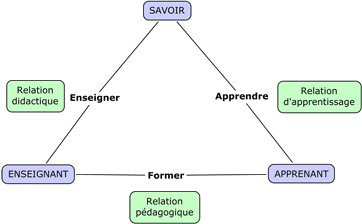 SAVOIR
Relation
didactique
Enseigner
Apprendre
Relation
d'apprentissage
ENSEIGNANT
Former
APPRENANT
Relation
pédagogique